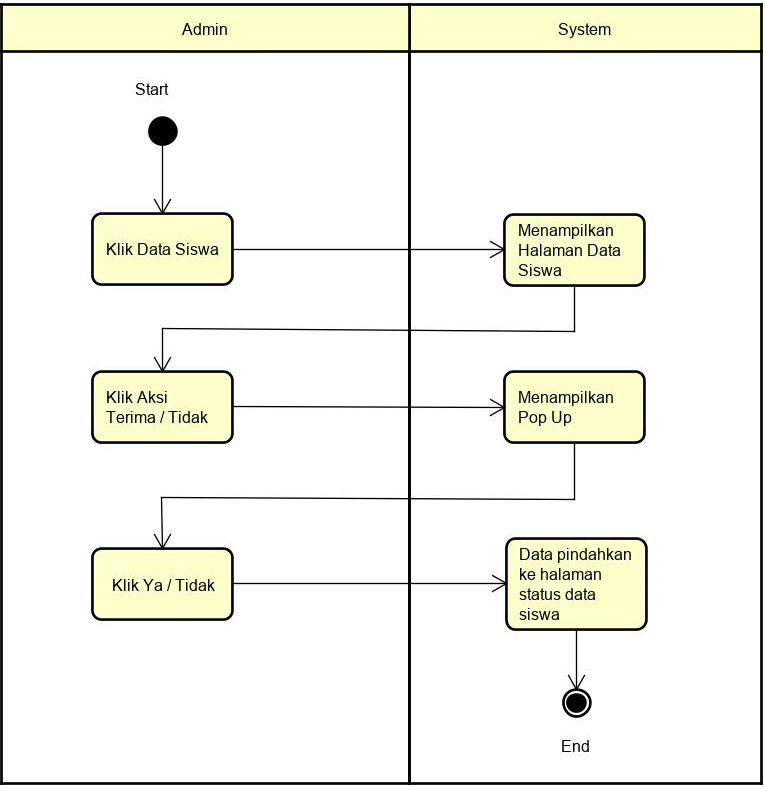 Admin
System
Start
Klik Data Siswa
Menampilkan
Halaman Data
Siswa
Klik Aksi
Terima / Tidak
Menampilkan
Pop Up
Klik Ya / Tidak
Data pindahkan
ke halaman
status data
siswa
End